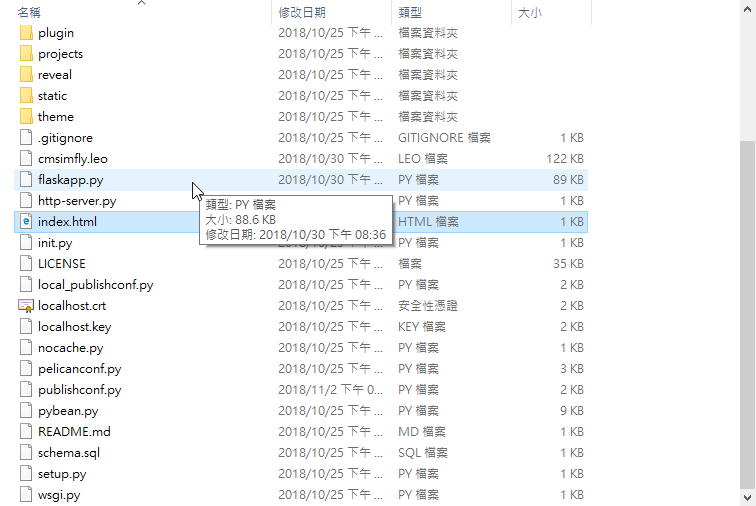 名稱 修改日期 類型 大小
plugin 2018/10/25 下午 ... 檔案資料夾
projects 2018/10/25 下午 ... 檔案資料夾
reveal 2018/10/25 下午 ... 檔案資料夾
static 2018/10/25 下午 ... 檔案資料夾
theme 2018/10/25 下午 ... 檔案資料夾
.gitignore 2018/10/25 下午 ... GITIGNORE 檔案 1 KB
cmsimfly.leo 2018/10/30 下午 ... LEO 檔案 122 KB
flaskapp.py 2018/10/30 下午 ... PY 檔案 89 KB
http-server.py PY 檔案 1 KB
類型: PY 檔案
index.html HTML 檔案 1 KB
大小: 88.6 KB
修改日期: 2018/10/30 下午 08:36
init.py 2018/10/25 下午 ... PY 檔案 1 KB
LICENSE 2018/10/25 下午 ... 檔案 35 KB
local_publishconf.py 2018/10/25 下午 ... PY 檔案 2 KB
localhost.crt 2018/10/25 下午 ... 安全性憑證 2 KB
localhost.key 2018/10/25 下午 ... KEY 檔案 2 KB
nocache.py 2018/10/25 下午 ... PY 檔案 1 KB
pelicanconf.py 2018/10/25 下午 ... PY 檔案 3 KB
publishconf.py 2018/11/2 下午 0... PY 檔案 2 KB
pybean.py 2018/10/25 下午 ... PY 檔案 9 KB
README.md 2018/10/25 下午 ... MD 檔案 1 KB
schema.sql 2018/10/25 下午 ... SQL 檔案 1 KB
setup.py 2018/10/25 下午 ... PY 檔案 1 KB
wsgi.py 2018/10/25 下午 ... PY 檔案 1 KB